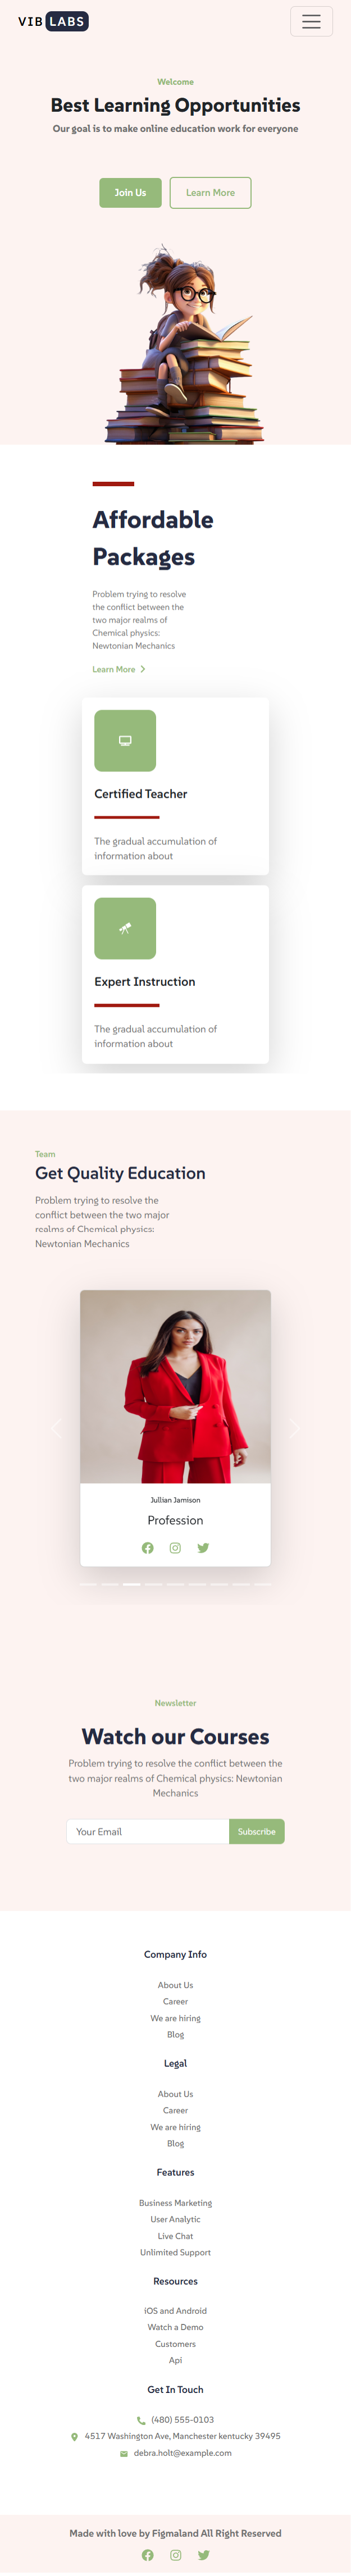 VIB LABS
Welcome
Best Learning Opportunities
Our goal is to make online education work for everyone
Join Us
Learn More
Affordable
Packages
Problem trying to resolve
the conflict between the
two major realms of
Chemical physics:
Newtonian Mechanics
Learn More
Certified Teacher
The gradual accumulation of
information about
Expert Instruction
The gradual accumulation of
information about
Team
Get Quality Education
Problem trying to resolve the
conflict between the two major
realms of Chemical physics:
Newtonian Mechanics
Jullian Jamison
Profession
Newsletter
Watch our Courses
Problem trying to resolve the conflict between the
two major realms of Chemical physics: Newtonian
Mechanics
Your Email
Subscribe
Company Info
About Us
Career
We are hiring
Blog
Legal
About Us
Career
We are hiring
Blog
Features
Business Marketing
User Analytic
Live Chat
Unlimited Support
Resources
iOS and Android
Watch a Demo
Customers
Api
Get In Touch
(480) 555-0103
4517 Washington Ave, Manchester kentucky 39495
debra.holt@example.com
Made with love by Figmaland All Right Reserved